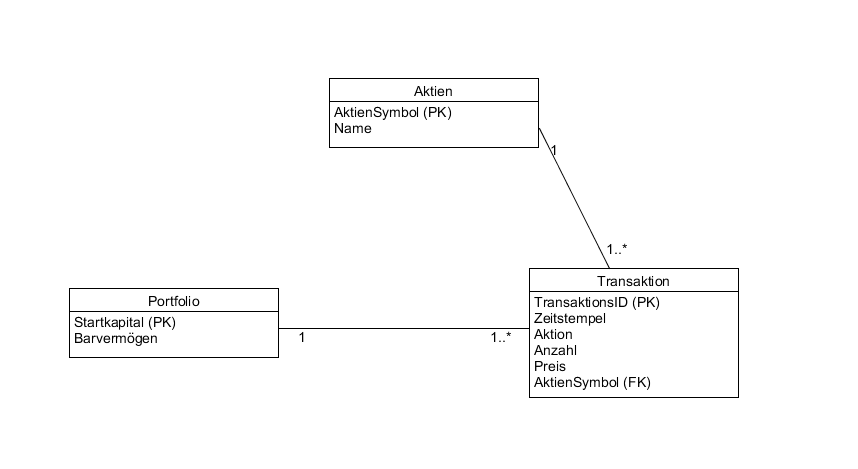 Aktien
AktienSymbol (PK)
Name
1
1..*
Transaktion
TransaktionsID (PK)
Zeitstempel
Aktion
Anzahl
Preis
AktienSymbol (FK)
Portfolio
Startkapital (PK)
Barvermögen
1
1..*